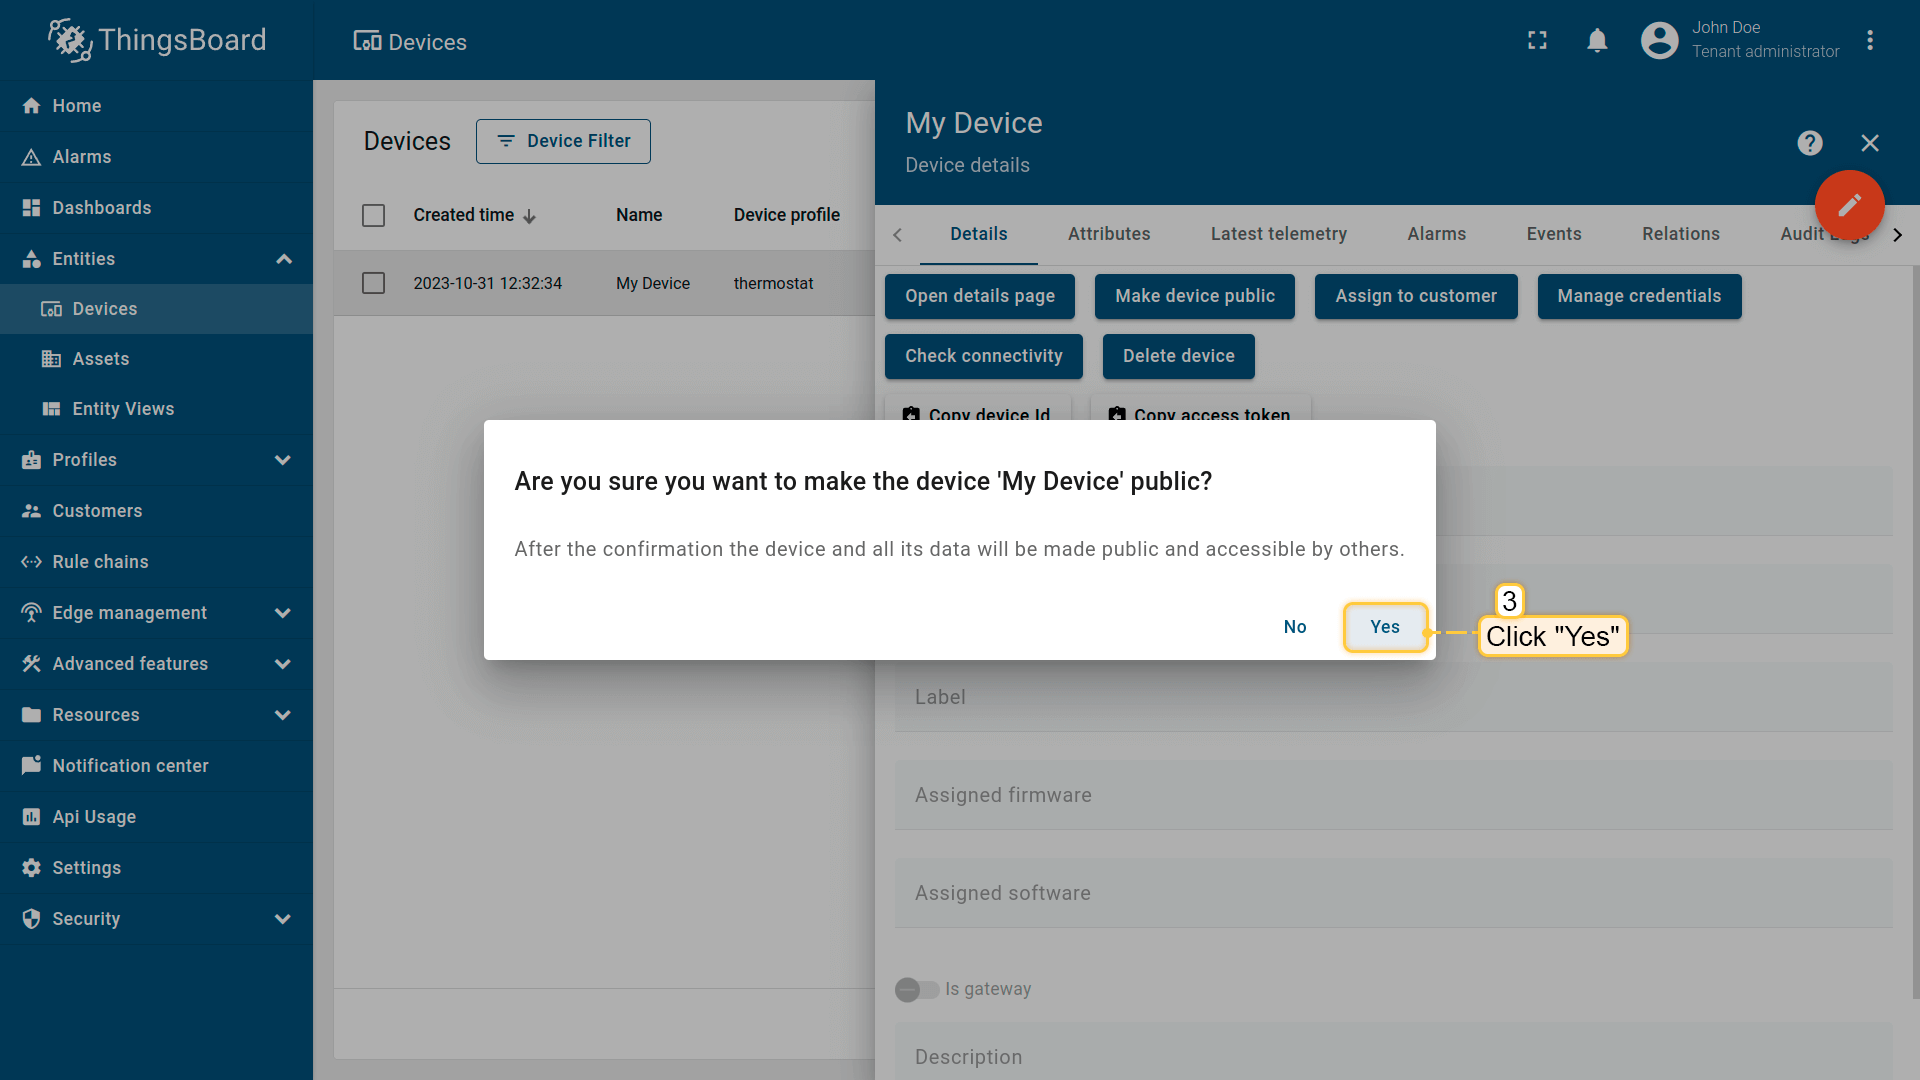 ThingsBoard
Devices
John Doe
Tenant administrator
Home
Alarms
Dashboards
Entities
Devices
Assets
Entity Views
Profiles
Customers
Rule chains
Edge management
Advanced features
Resources
Notification center
Api Usage
Settings
Security
Devices
Device Filter
Created time
Name
Device profile
2023-10-31 12:32:34
My Device
thermostat
My Device
Device details
Details
Attributes
Latest telemetry
Alarms
Events
Relations
Audit Logs
Open details page
Make device public
Assign to customer
Manage credentials
Check connectivity
Delete device
Copy device Id
Copy access token
Are you sure you want to make the device 'My Device' public?
After the confirmation the device and all its data will be made public and accessible by others.
No
Yes
3
Click "Yes"
Label
Assigned firmware
Assigned software
Is gateway
Description